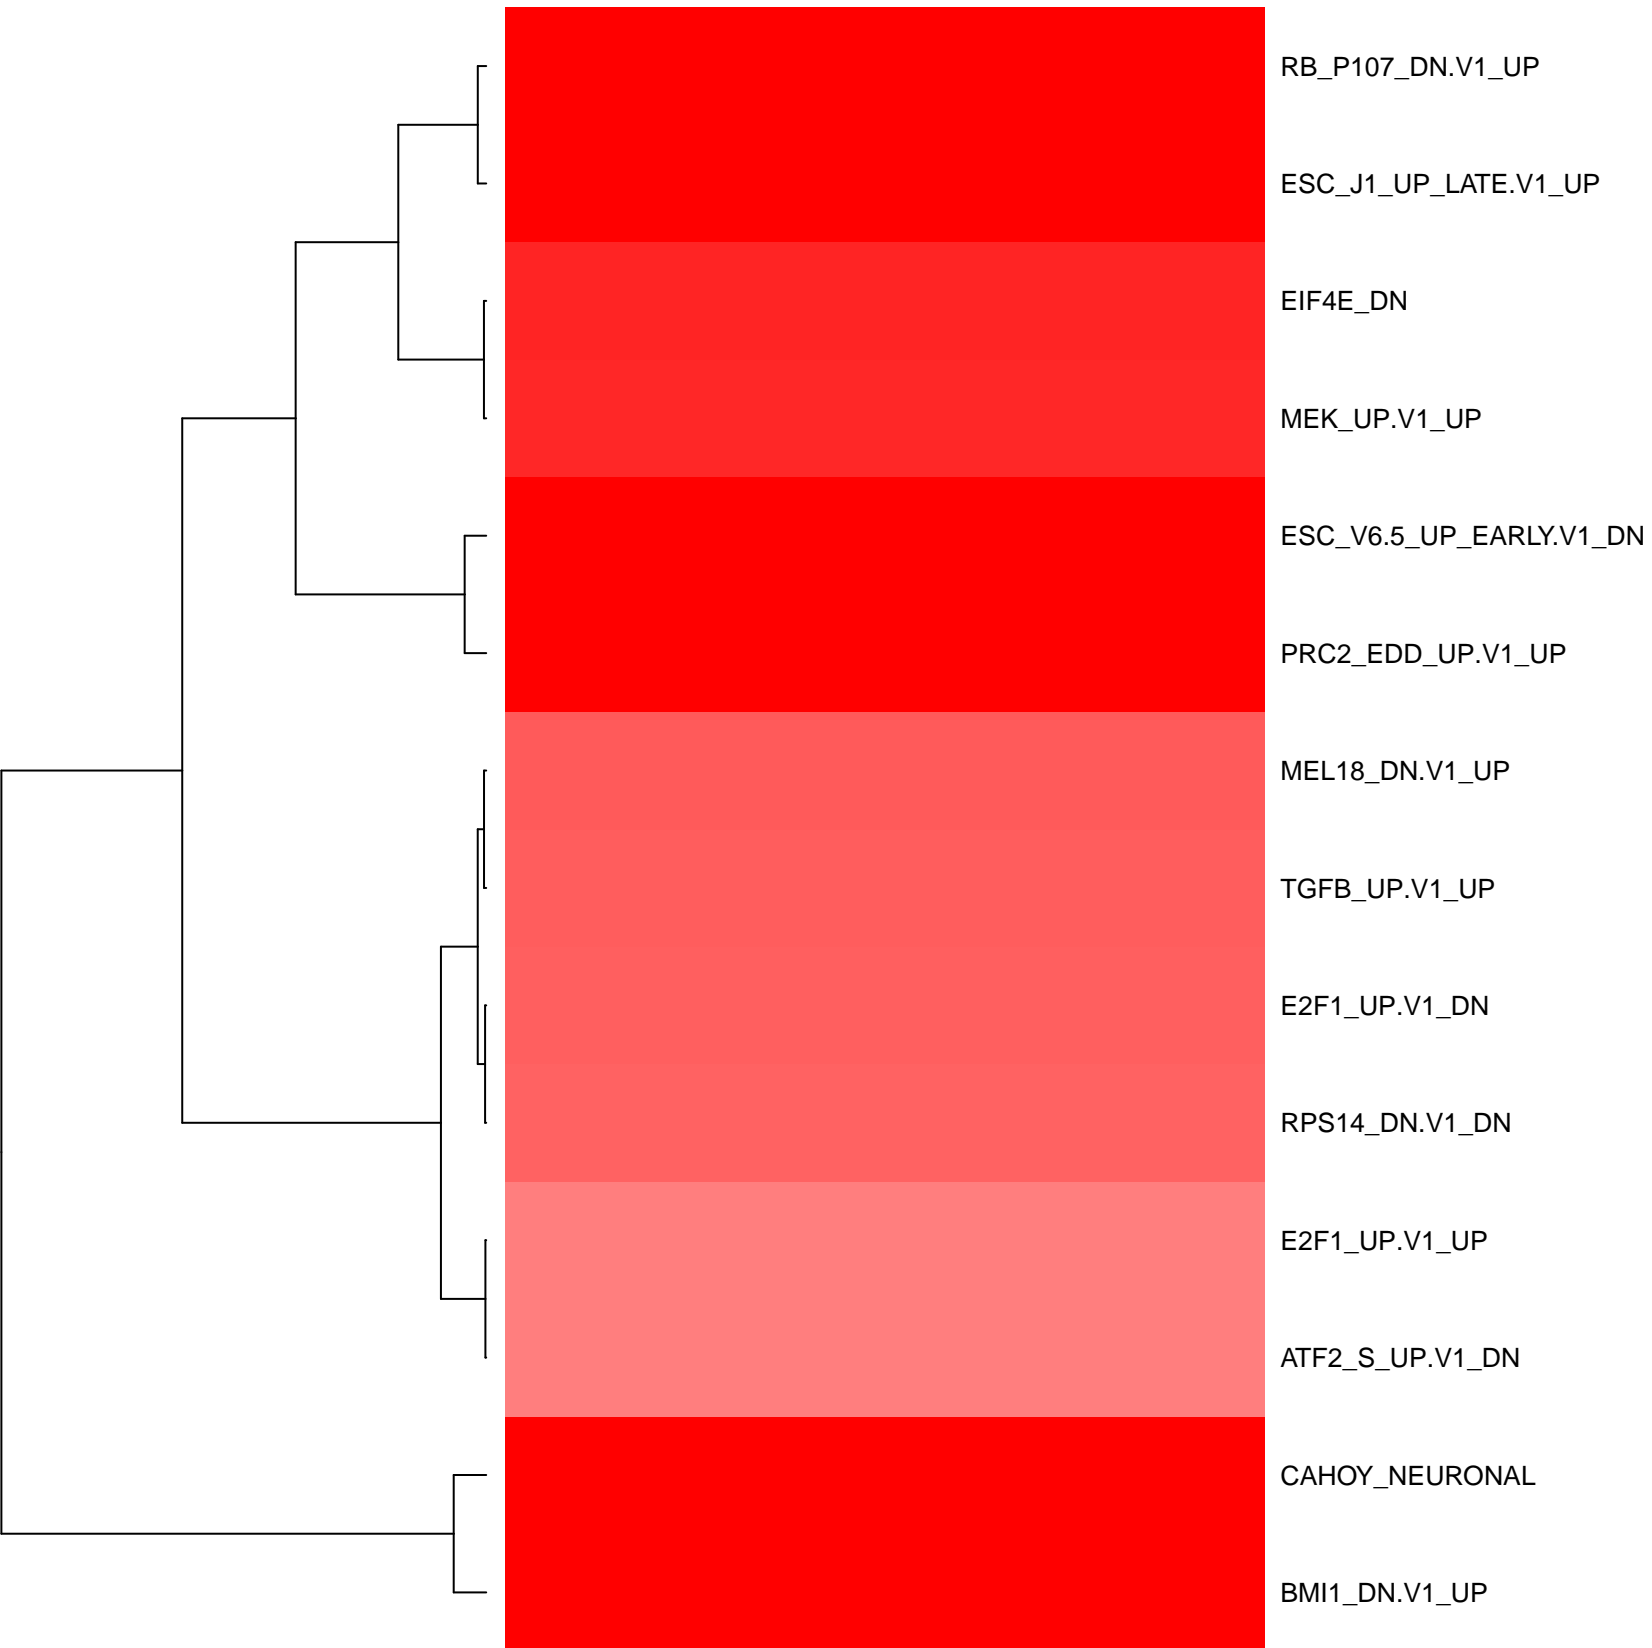 RB_P107_DN.V1_UP
ESC_J1_UP_LATE.V1_UP
EIF4E_DN
MEK_UP.V1_UP
ESC_V6.5_UP_EARLY.V1_DN
PRC2_EDD_UP.V1_UP
MEL18_DN.V1_UP
TGFB_UP.V1_UP
E2F1_UP.V1_DN
RPS14_DN.V1_DN
E2F1_UP.V1_UP
ATF2_S_UP.V1_DN
CAHOY_NEURONAL
BMI1_DN.V1_UP